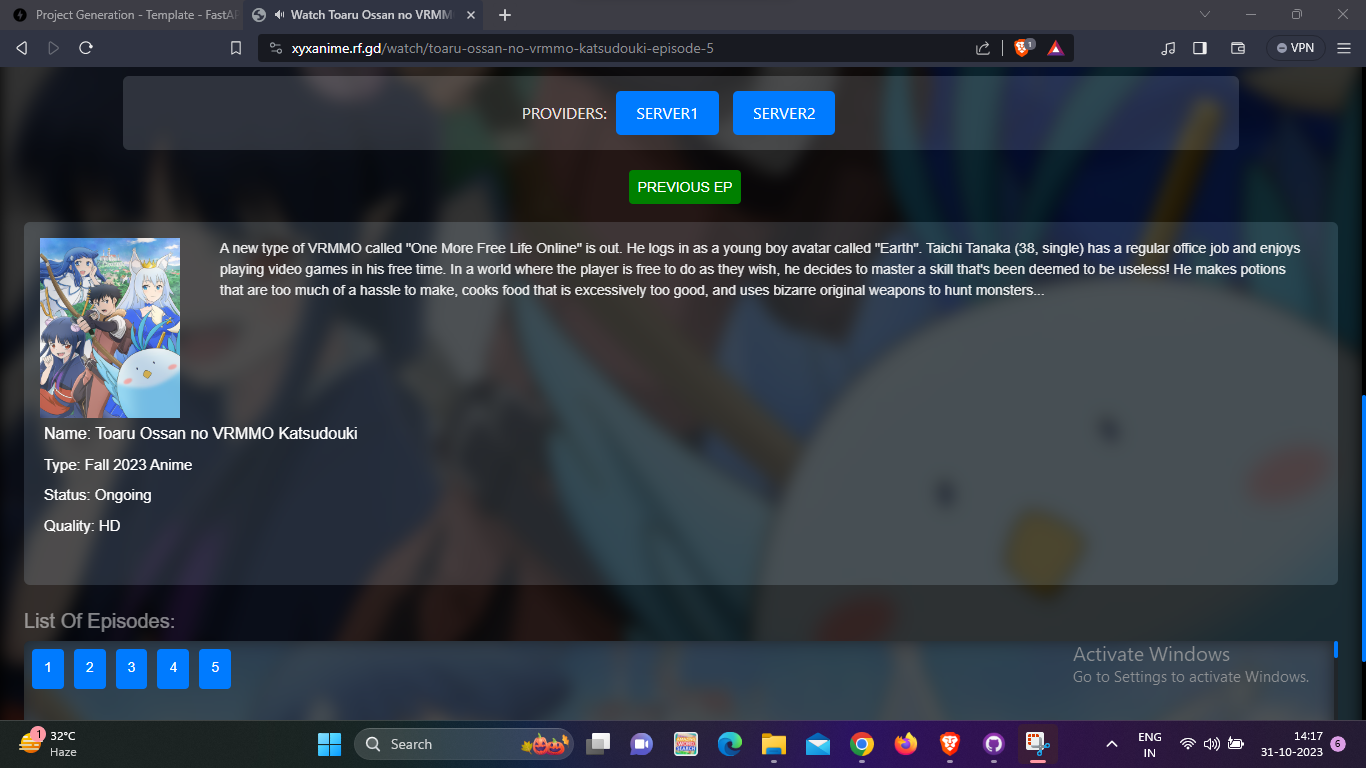 Project Generation - Template - FastAP
Watch Toaru Ossan no VRMM
xyxanime.rf.gd/watch/toaru-ossan-no-vrmmo-katsudouki-episode-5
1
VPN
PROVIDERS: SERVER1 SERVER2
PREVIOUS EP
A new type of VRMMO called "One More Free Life Online" is out. He logs in as a young boy avatar called "Earth". Taichi Tanaka (38, single) has a regular office job and enjoys
playing video games in his free time. In a world where the player is free to do as they wish, he decides to master a skill that's been deemed to be useless! He makes potions
that are too much of a hassle to make, cooks food that is excessively too good, and uses bizarre original weapons to hunt monsters...
Name: Toaru Ossan no VRMMO Katsudouki
Type: Fall 2023 Anime
Status: Ongoing
Quality: HD
List Of Episodes:
1 2 3 4 5
Activate Windows
Go to Settings to activate Windows.
1
32°C
Haze
Search
ENG
IN
14:17
31-10-2023
6